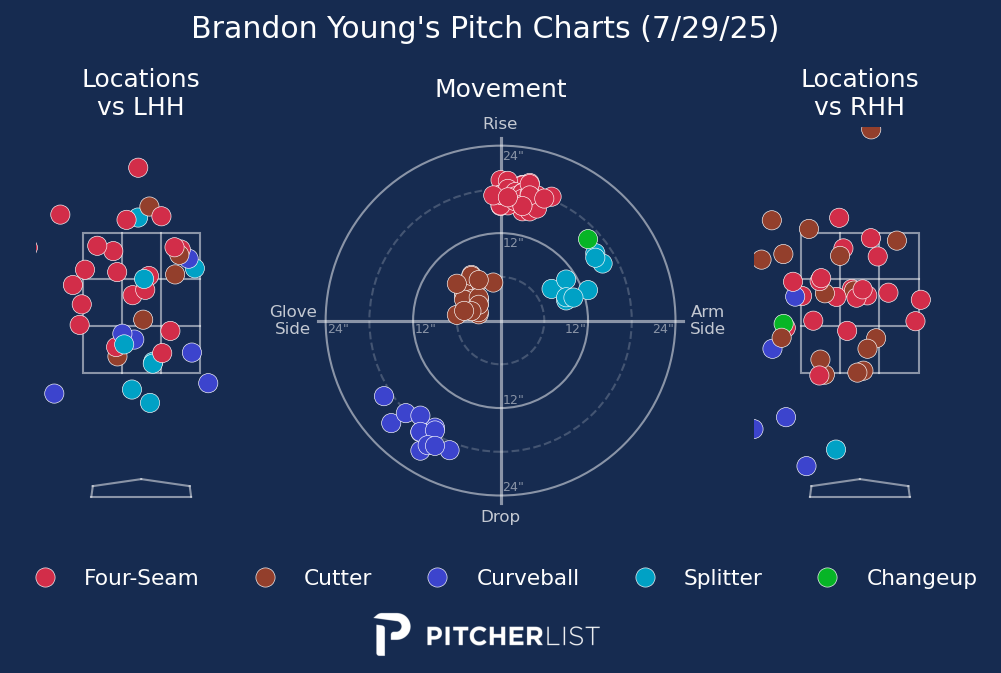 Brandon Young's Pitch Charts (7/29/25)
Locations
vs LHH
Movement
Locations
vs RHH
Rise
24"
12"
Glove
Side
24"
12"
12"
24"
Arm
Side
12"
24"
Drop
Four-Seam
Cutter
Curveball
Splitter
Changeup
PITCHERLIST